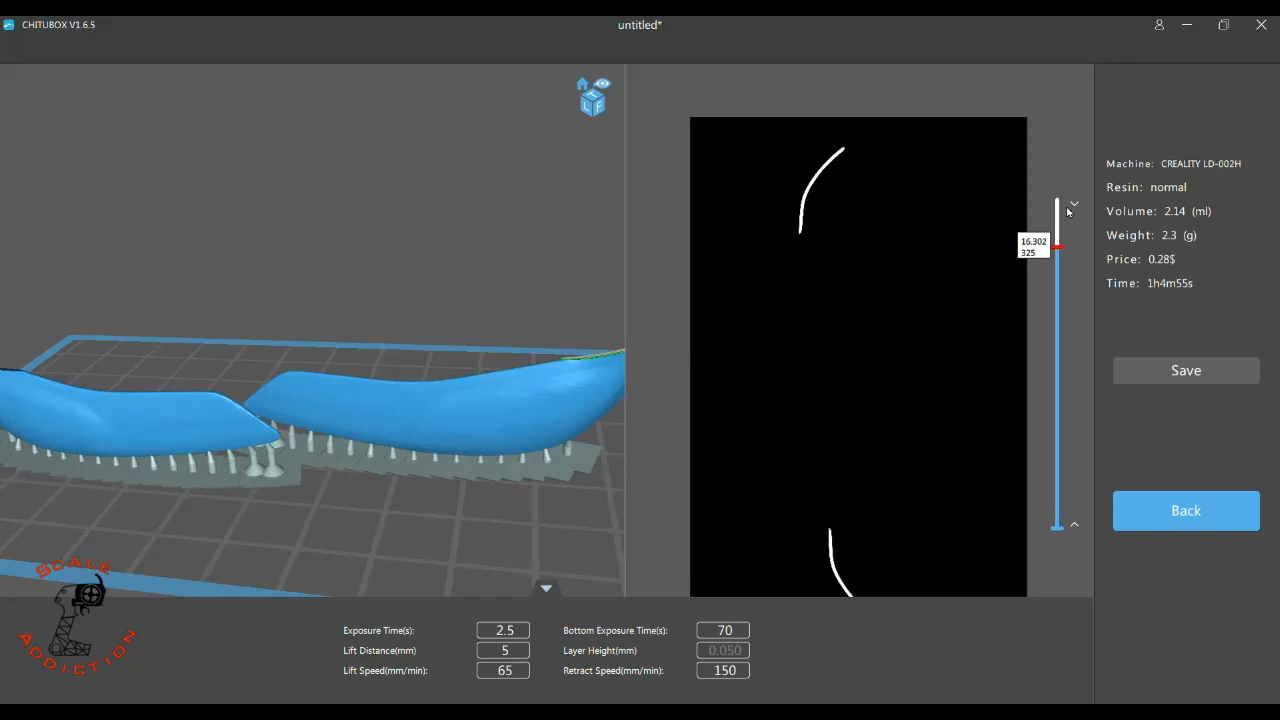 CHITUBOX V1.6.5
untitled*
T
L F
16.302
325
Machine: CREALITY LD-002H
Resin: normal
Volume: 2.14 (ml)
Weight: 2.3 (g)
Price: 0.28$
Time: 1h4m55s
Save
Back
SCALE
ADDICTION
Exposure Time(s): 2.5 Bottom Exposure Time(s): 70
Lift Distance(mm) 5 Layer Height(mm) 0.050
Lift Speed(mm/min): 65 Retract Speed(mm/min): 150